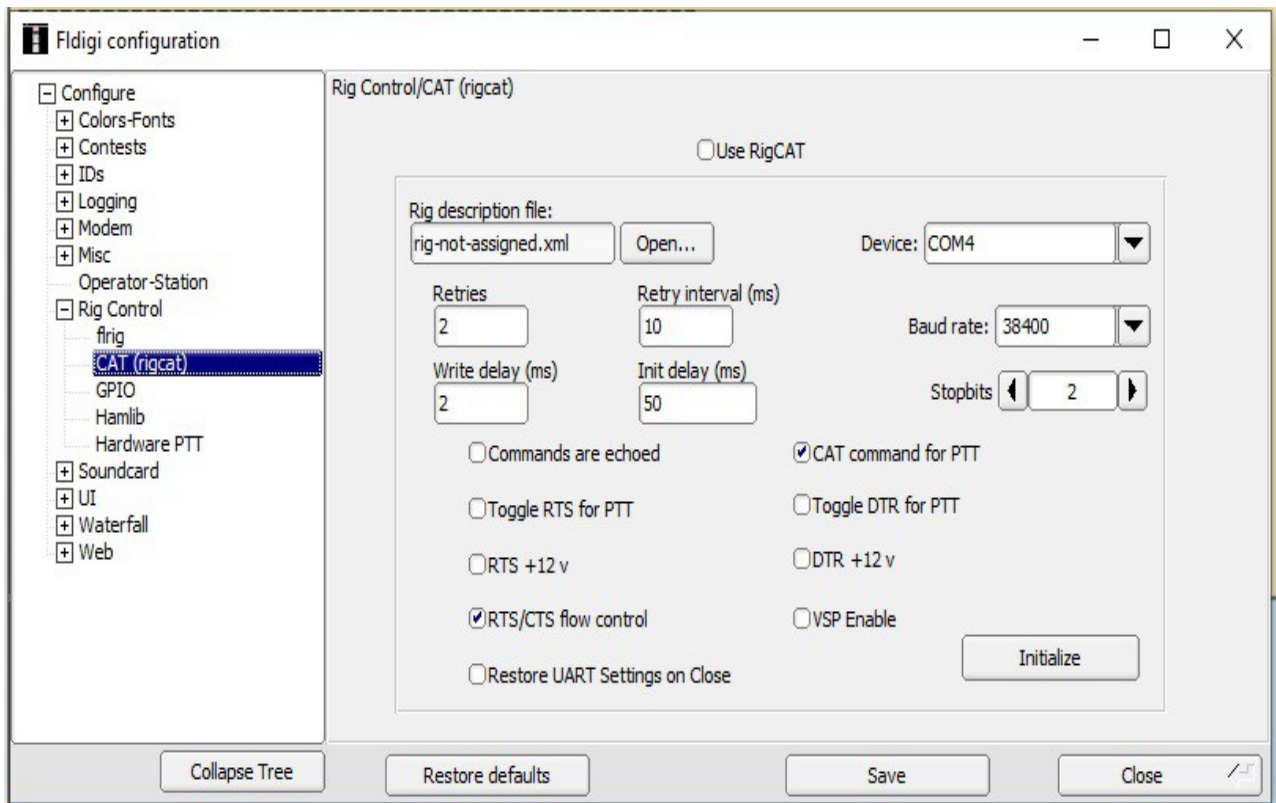 Fldigi configuration
Configure
Colors-Fonts
Contests
IDs
Logging
Modem
Misc
Operator-Station
Rig Control
flrig
CAT (rigcat)
GPIO
Hamlib
Hardware PTT
Soundcard
UI
Waterfall
Web
Collapse Tree
Rig Control/CAT (rigcat)
Use RigCAT
Rig description file:
rig-not-assigned.xml Open... Device: COM4
Retries Retry interval (ms)
2 10 Baud rate: 38400
Write delay (ms) Init delay (ms)
2 50 Stopbits 2
Commands are echoed CAT command for PTT
Toggle RTS for PTT Toggle DTR for PTT
RTS +12 v DTR +12 v
RTS/CTS flow control VSP Enable
Initialize
Restore UART Settings on Close
Restore defaults Save Close